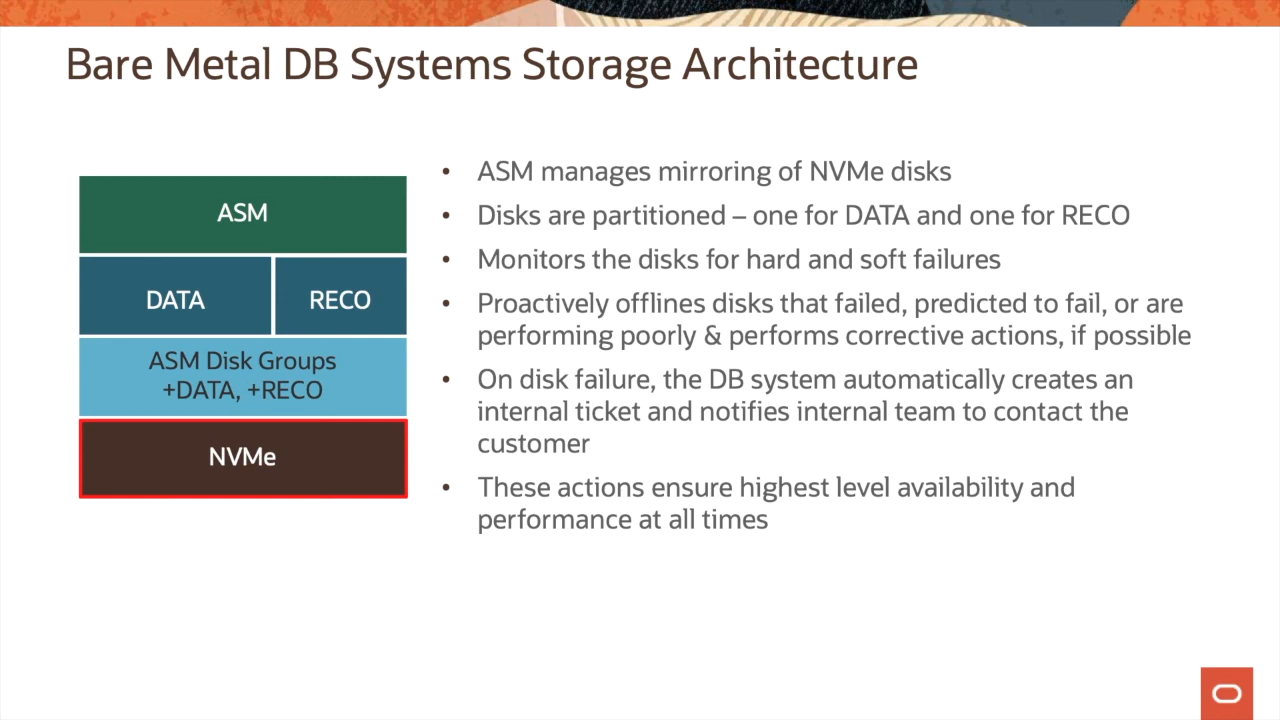 Bare Metal DB Systems Storage Architecture
ASM
DATA
RECO
ASM Disk Groups
+DATA, +RECO
NVMe
• ASM manages mirroring of NVMe disks
• Disks are partitioned – one for DATA and one for RECO
• Monitors the disks for hard and soft failures
• Proactively offlines disks that failed, predicted to fail, or are
performing poorly & performs corrective actions, if possible
• On disk failure, the DB system automatically creates an
internal ticket and notifies internal team to contact the
customer
• These actions ensure highest level availability and
performance at all times